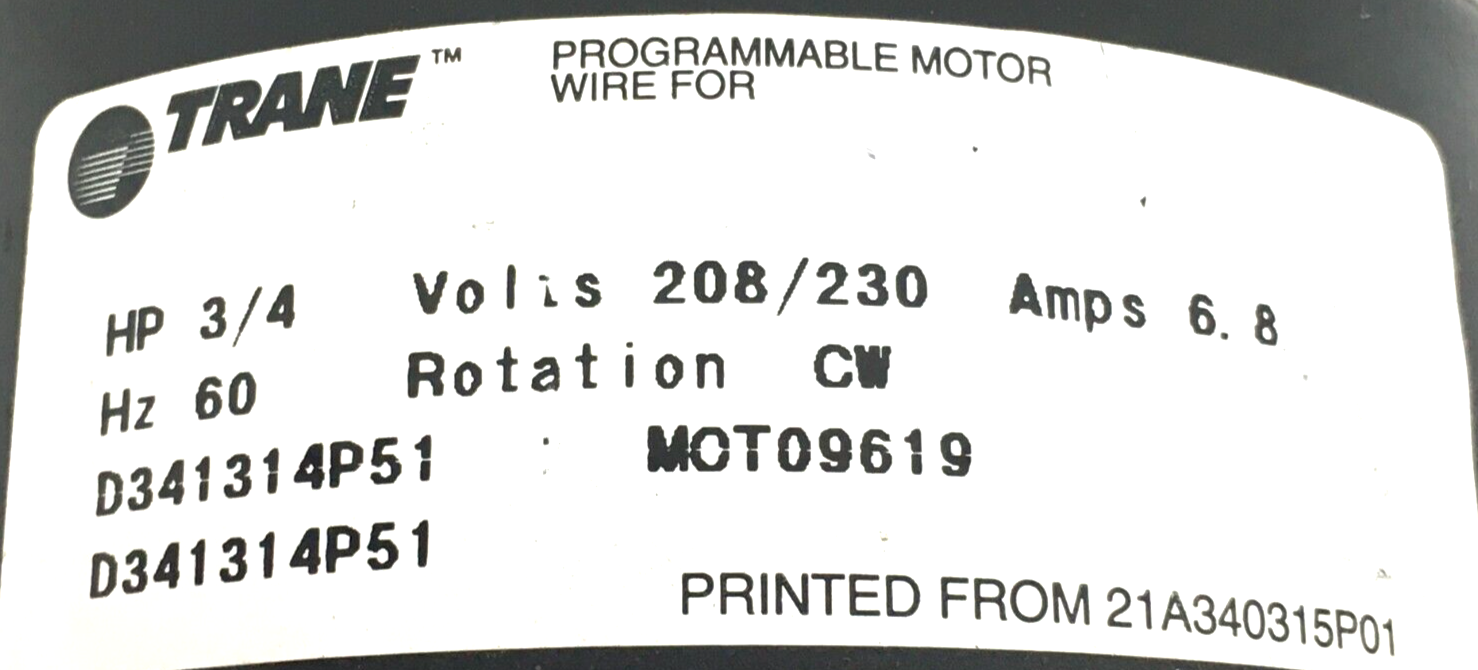 TRANE™ PROGRAMMABLE MOTOR
WIRE FOR
HP 3/4 Volts 208/230 Amps 6.8
Hz 60 Rotation CW
D341314P51 : MOT09619
D341314P51
PRINTED FROM 21A340315P01